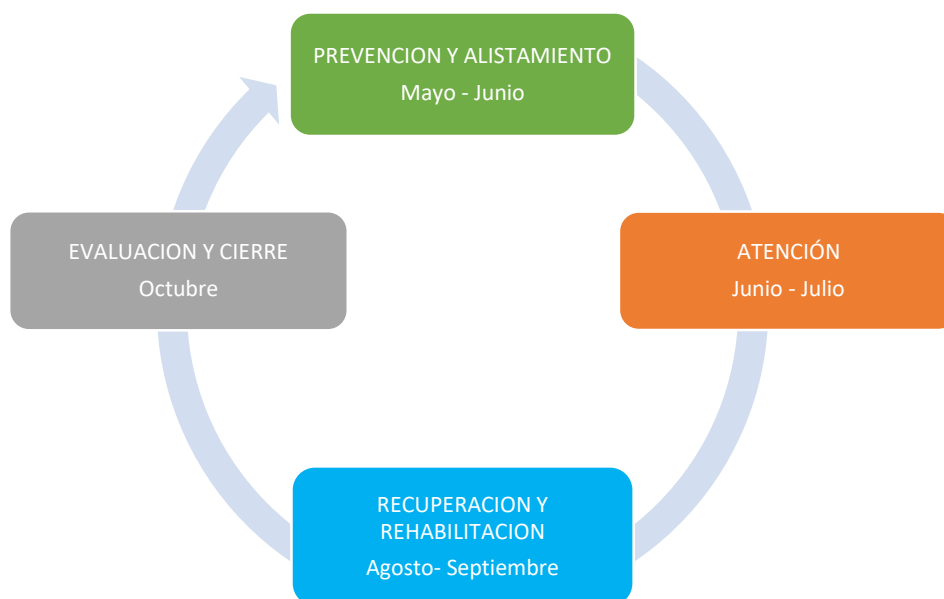 PREVENCION Y ALISTAMIENTO
Mayo - Junio
ATENCIÓN
Junio - Julio
RECUPERACION Y
REHABILITACION
Agosto- Septiembre
EVALUACION Y CIERRE
Octubre